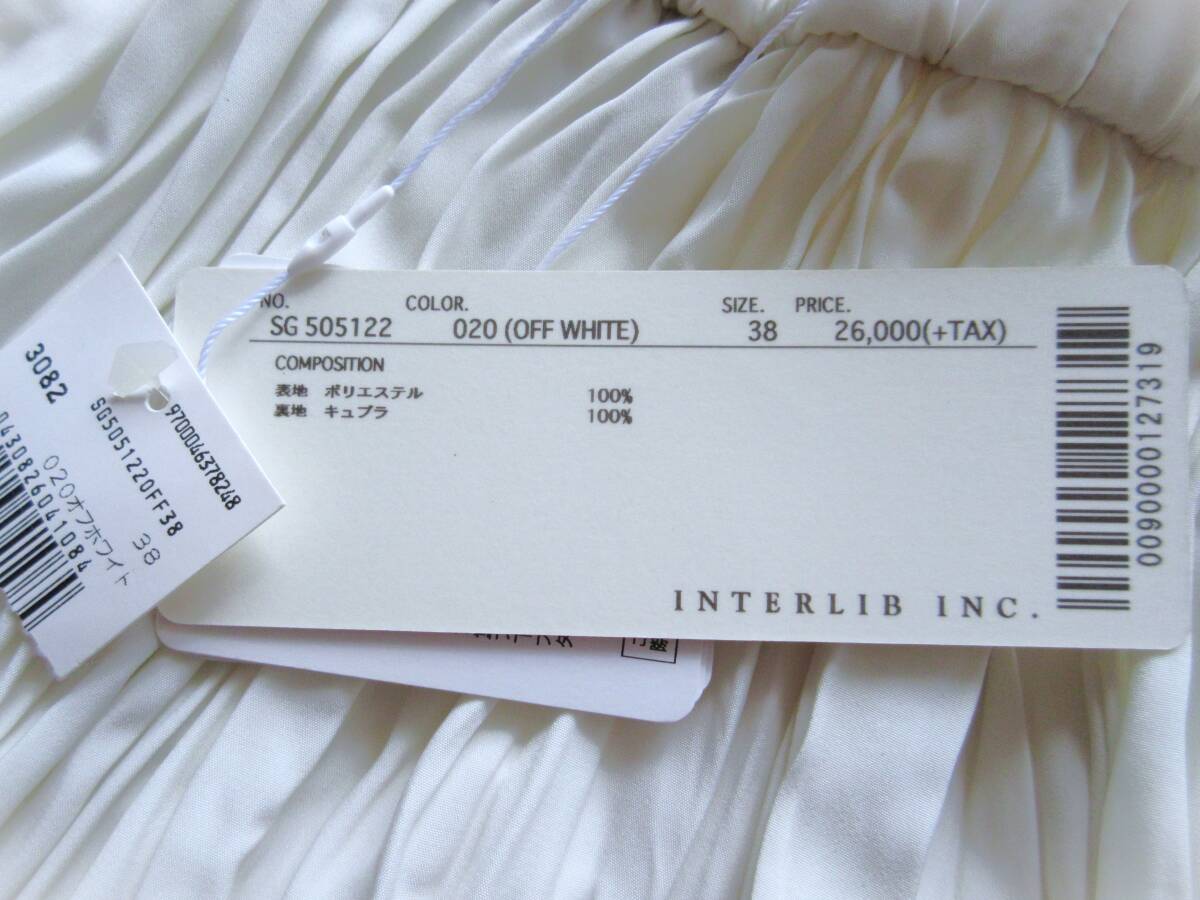 NO. COLOR. SIZE. PRICE.
SG 505122 020 (OFF WHITE) 38 26,000(+TAX)
COMPOSITION
表地 ポリエステル 100%
裏地 キュプラ 100%
INTERLIB INC.
0090000127319
3082
9700046378248
SG5051220FF38
38
020オフホワイト
0430826041084